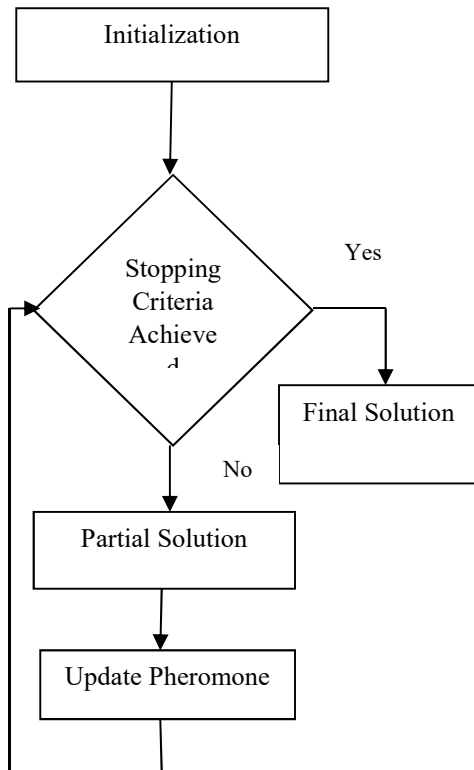 Initialization
Yes
Stopping
Criteria
Achieve
d
Final Solution
No
Partial Solution
Update Pheromone